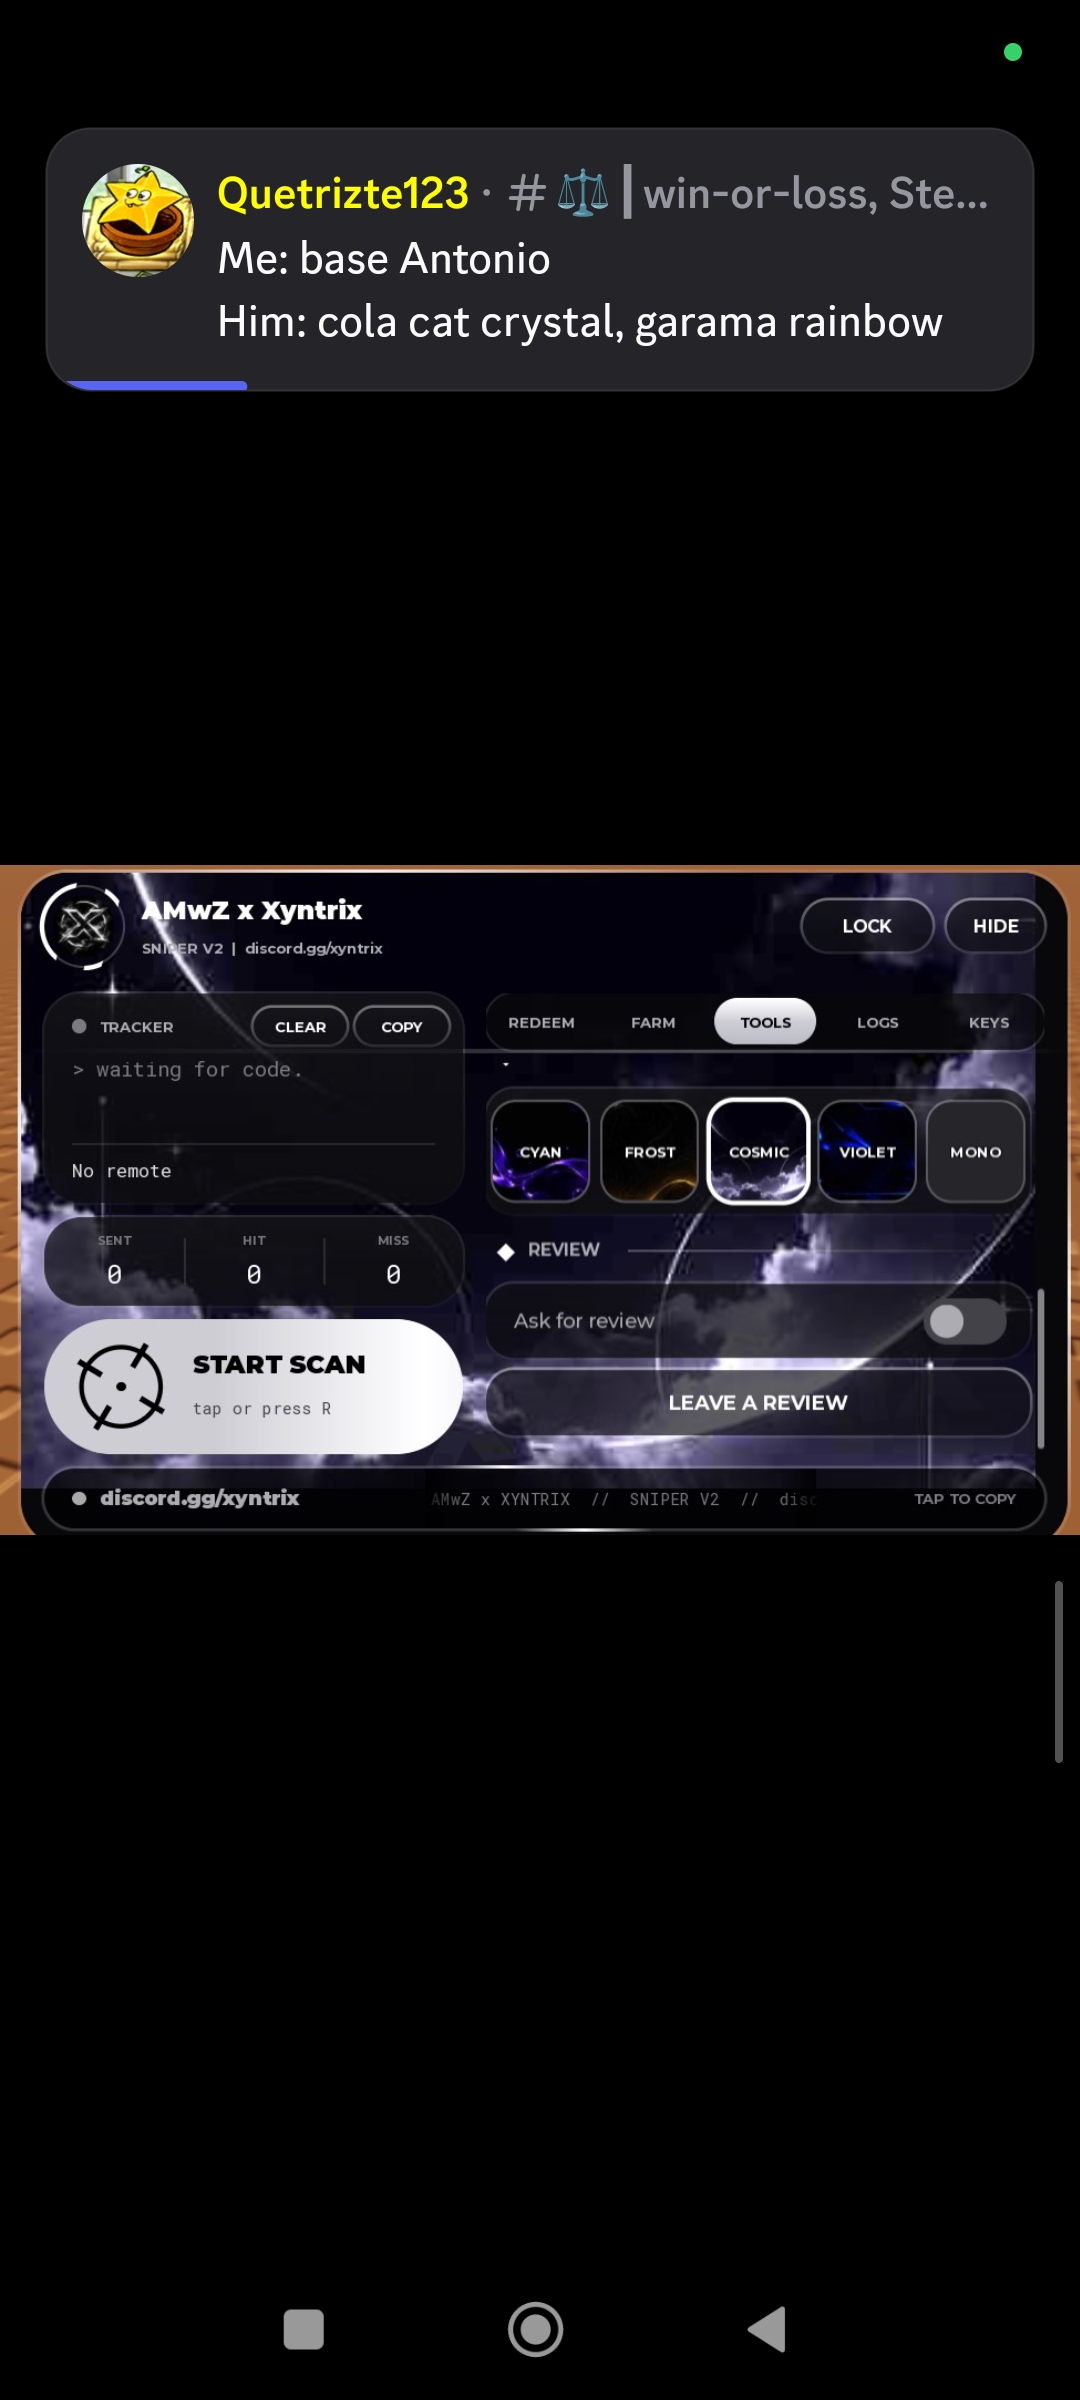 Quetrizte123 · # ⚖️ | win-or-loss, Ste...
Me: base Antonio
Him: cola cat crystal, garama rainbow
AMwZ x Xyntrix
SNIPER V2 | discord.gg/xyntrix
LOCK
HIDE
TRACKER
CLEAR
COPY
> waiting for code.
No remote
SENT
HIT
MISS
0
0
0
START SCAN
tap or press R
REDEEM
FARM
TOOLS
LOGS
KEYS
CYAN
FROST
COSMIC
VIOLET
MONO
REVIEW
Ask for review
LEAVE A REVIEW
discord.gg/xyntrix
AMwZ x XYNTRIX // SNIPER V2 // disc
TAP TO COPY